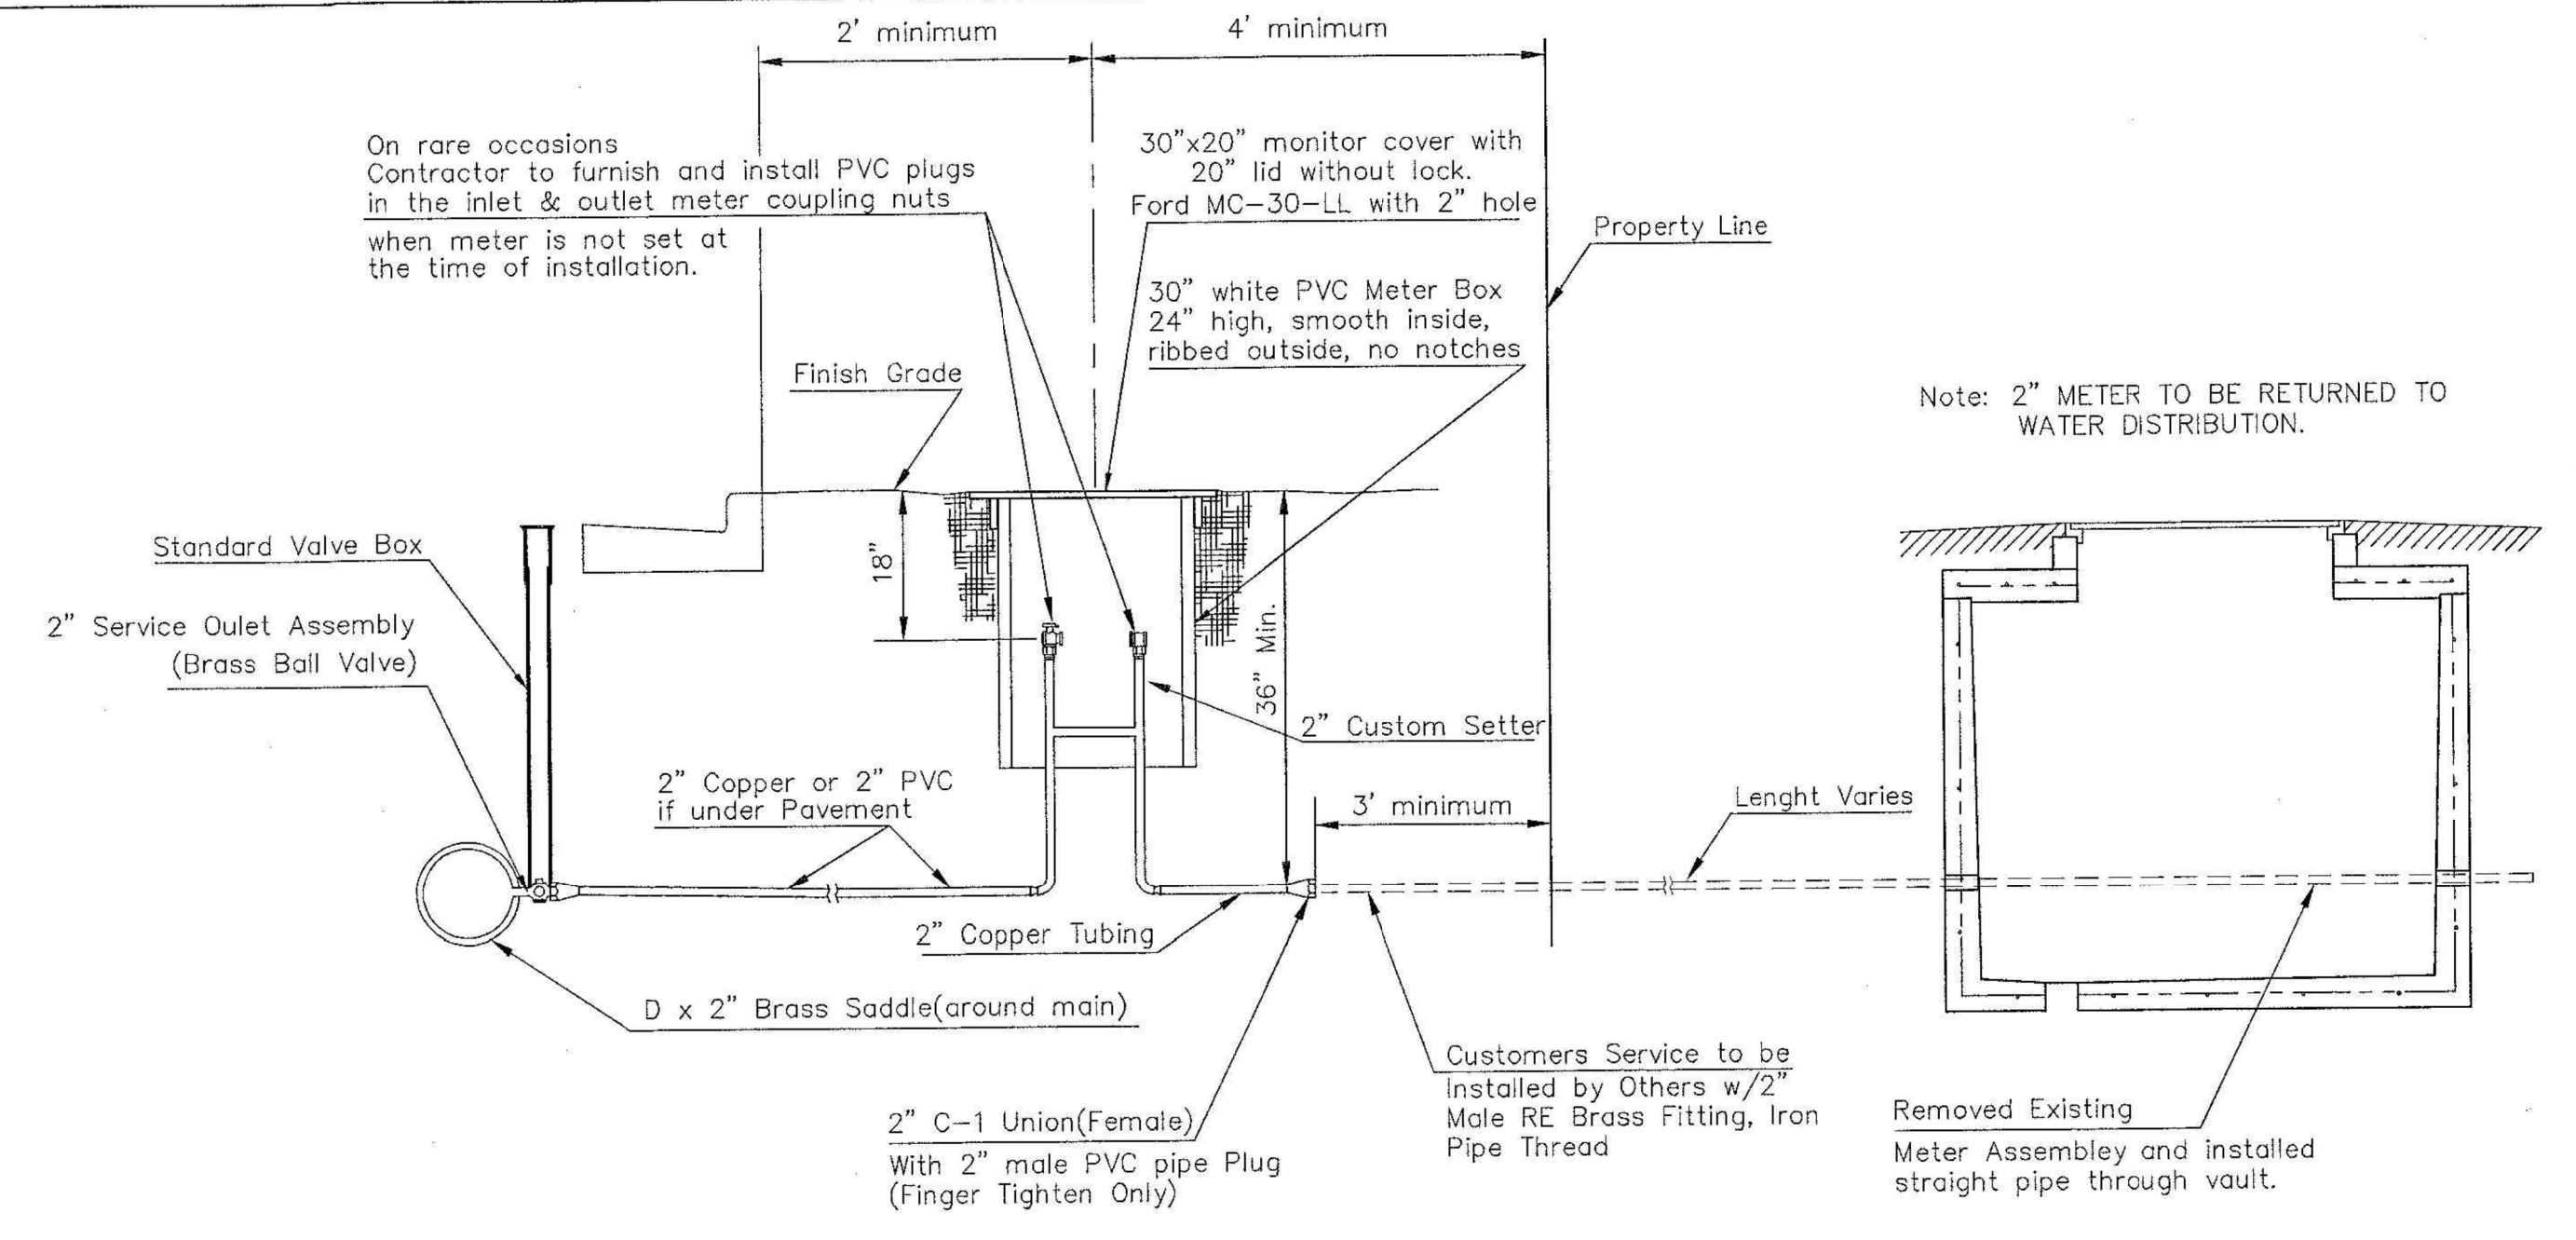 2' minimum
4' minimum
On rare occasions
Contractor to furnish and install PVC plugs
in the inlet & outlet meter coupling nuts
when meter is not set at
the time of installation.
30"x20" monitor cover with
20" lid without lock.
Ford MC-30-LL with 2" hole
Property Line
30" white PVC Meter Box
24" high, smooth inside,
ribbed outside, no notches
Finish Grade
Note: 2" METER TO BE RETURNED TO
WATER DISTRIBUTION.
Standard Valve Box
18"
2" Service Oulet Assembly
(Brass Ball Valve)
36" Min.
2" Custom Setter
2" Copper or 2" PVC
if under Pavement
3' minimum
Lenght Varies
2" Copper Tubing
D x 2" Brass Saddle(around main)
Customers Service to be
Installed by Others w/2"
Male RE Brass Fitting, Iron
Pipe Thread
2" C-1 Union(Female)
With 2" male PVC pipe Plug
(Finger Tighten Only)
Removed Existing
Meter Assembley and installed
straight pipe through vault.